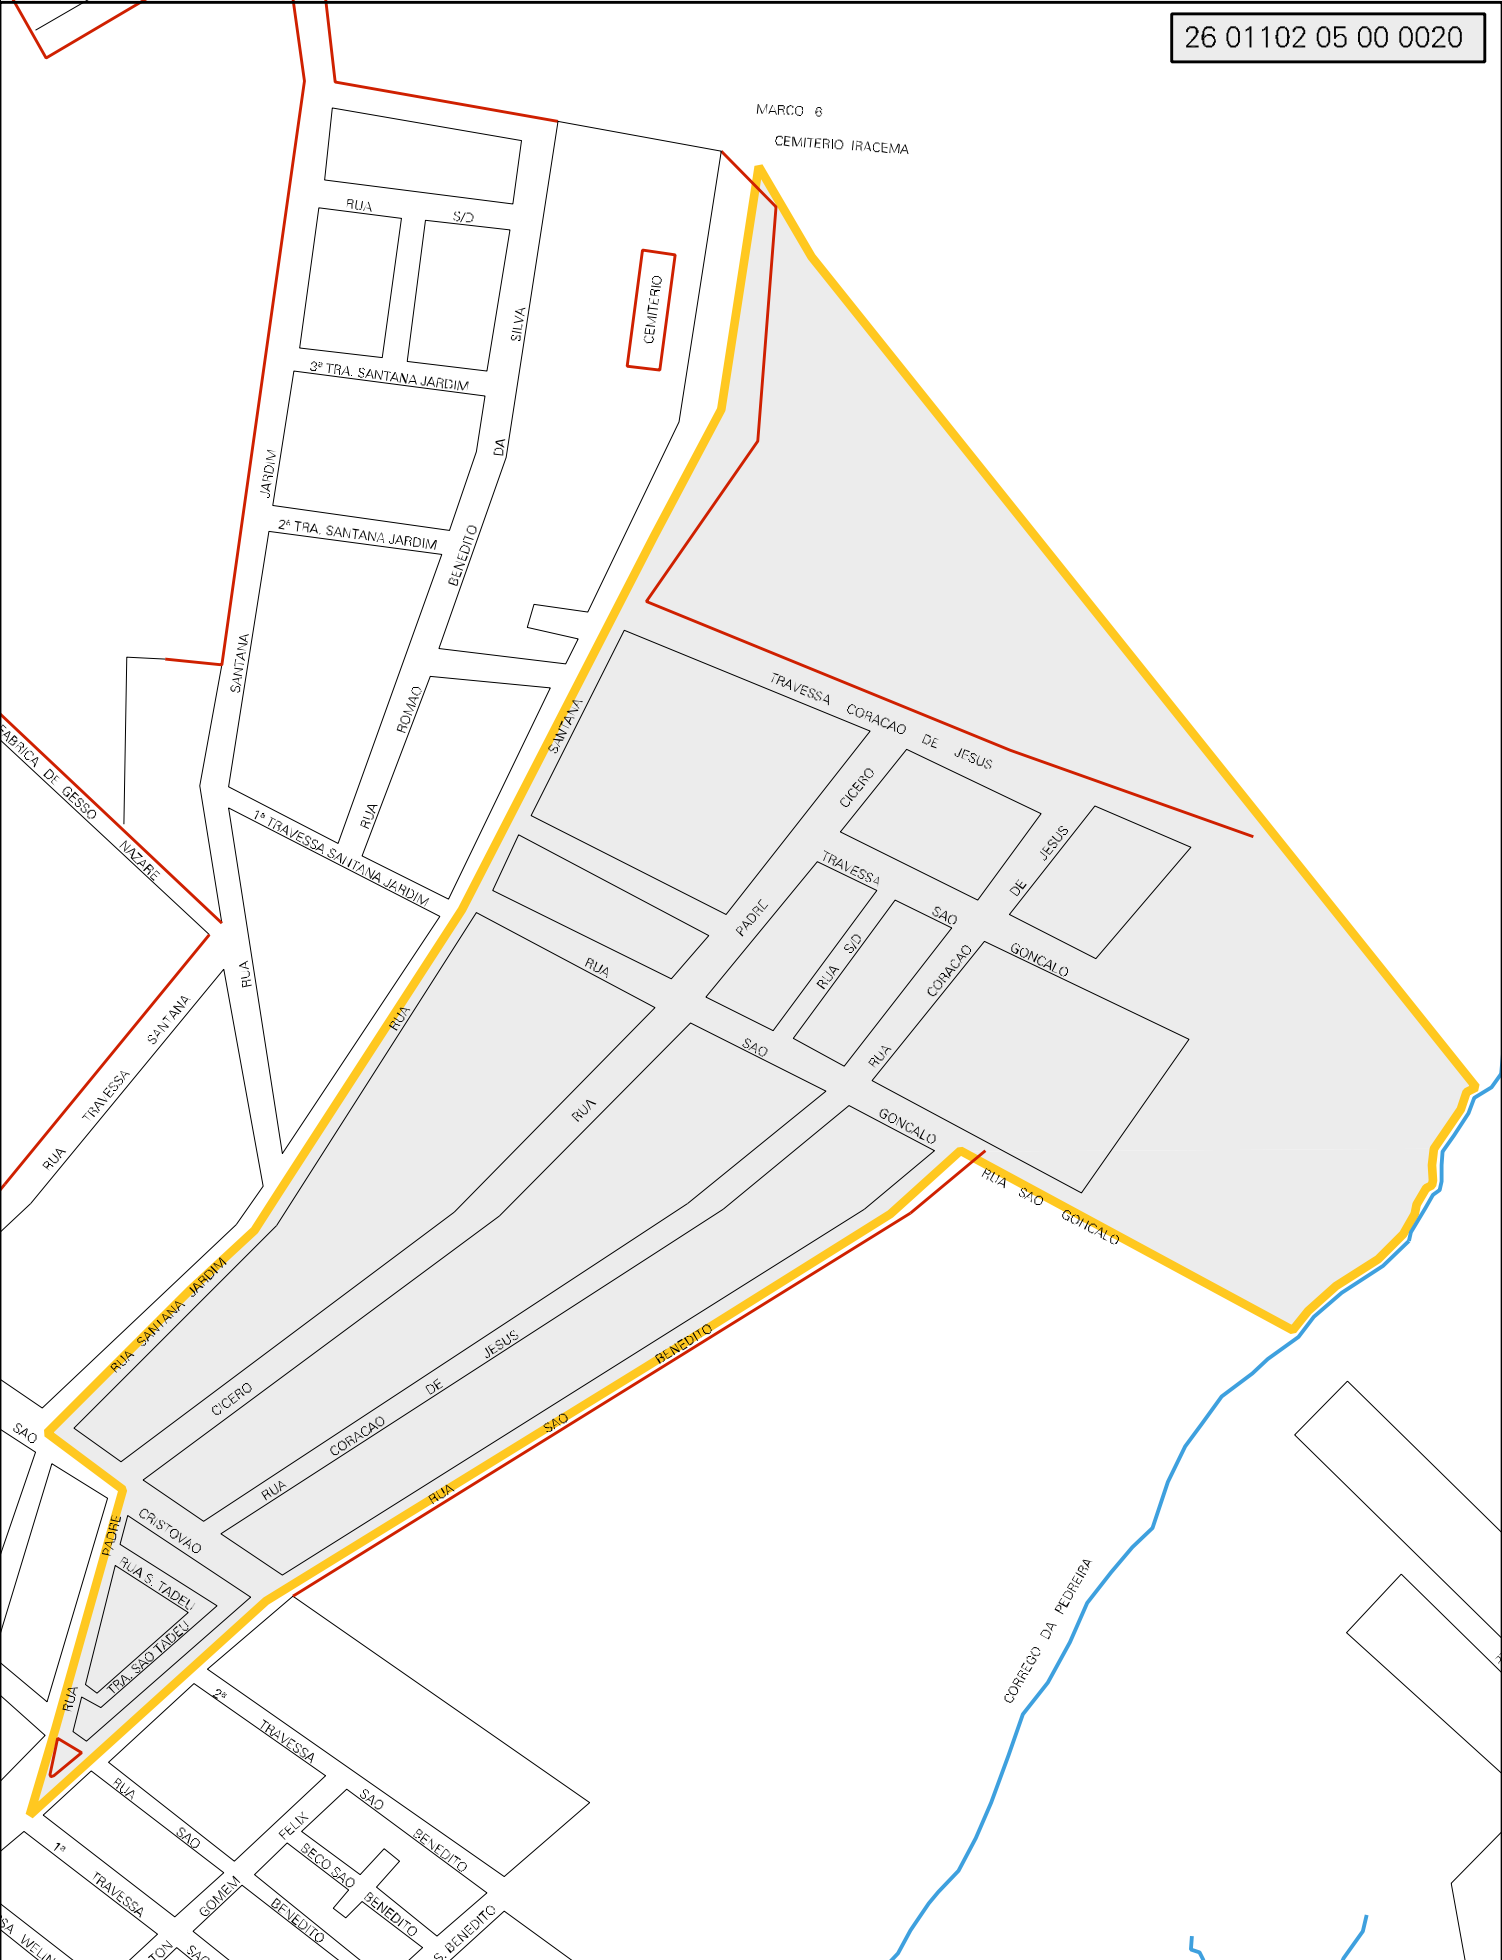 26 01102 05 00 0020
MARCO 6
CEMITERIO IRACEMA
RUA S/D
CEMITERIO
RUA ROMAO BENEDITO DA SILVA
3ª TRA. SANTANA JARDIM
2ª TRA. SANTANA JARDIM
RUA SANTANA JARDIM
1ª TRAVESSA SANTANA JARDIM
FABRICA DE GESSO NAZARE
RUA TRAVESSA SANTANA
RUA SANTANA
RUA SANTANA JARDIM
TRAVESSA CORACAO DE JESUS
RUA PADRE CICERO
TRAVESSA SAO GONCALO
RUA S/D
RUA CORACAO DE JESUS
RUA SAO GONCALO
RUA SAO GONCALO
CICERO
RUA CORACAO DE JESUS
RUA SAO BENEDITO
SAO CRISTOVAO
RUA PADRE
RUA S. TADEU
TRA. SAO TADEU
2ª TRAVESSA SAO BENEDITO
RUA SAO BENEDITO
FELIX
SECO SAO BENEDITO
GOMEM
1ª TRAVESSA SAO
S. BENEDITO
TON
SA WELIN
CORREGO DA PEDREIRA